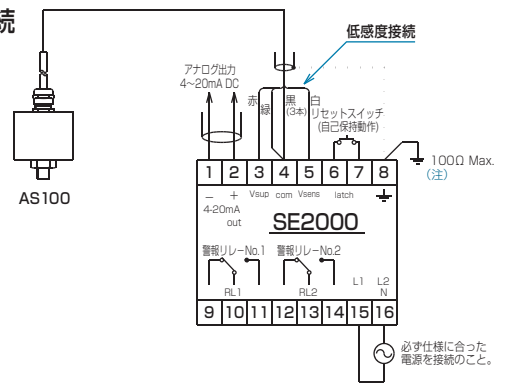 続
低感度接続
アナログ出力
4～20mA DC
赤
緑
黒
(3本)
白
リセットスイッチ
(自己保持動作)
100Ω Max.
(注)
AS100
1 2 3 4 5 6 7 8
− + Vsup com Vsens latch
4-20mA
out
SE2000
警報リレーNo.1 警報リレーNo.2
L1 L2
RL1 RL2 N
9 10 11 12 13 14 15 16
必ず仕様に合った
電源を接続のこと。